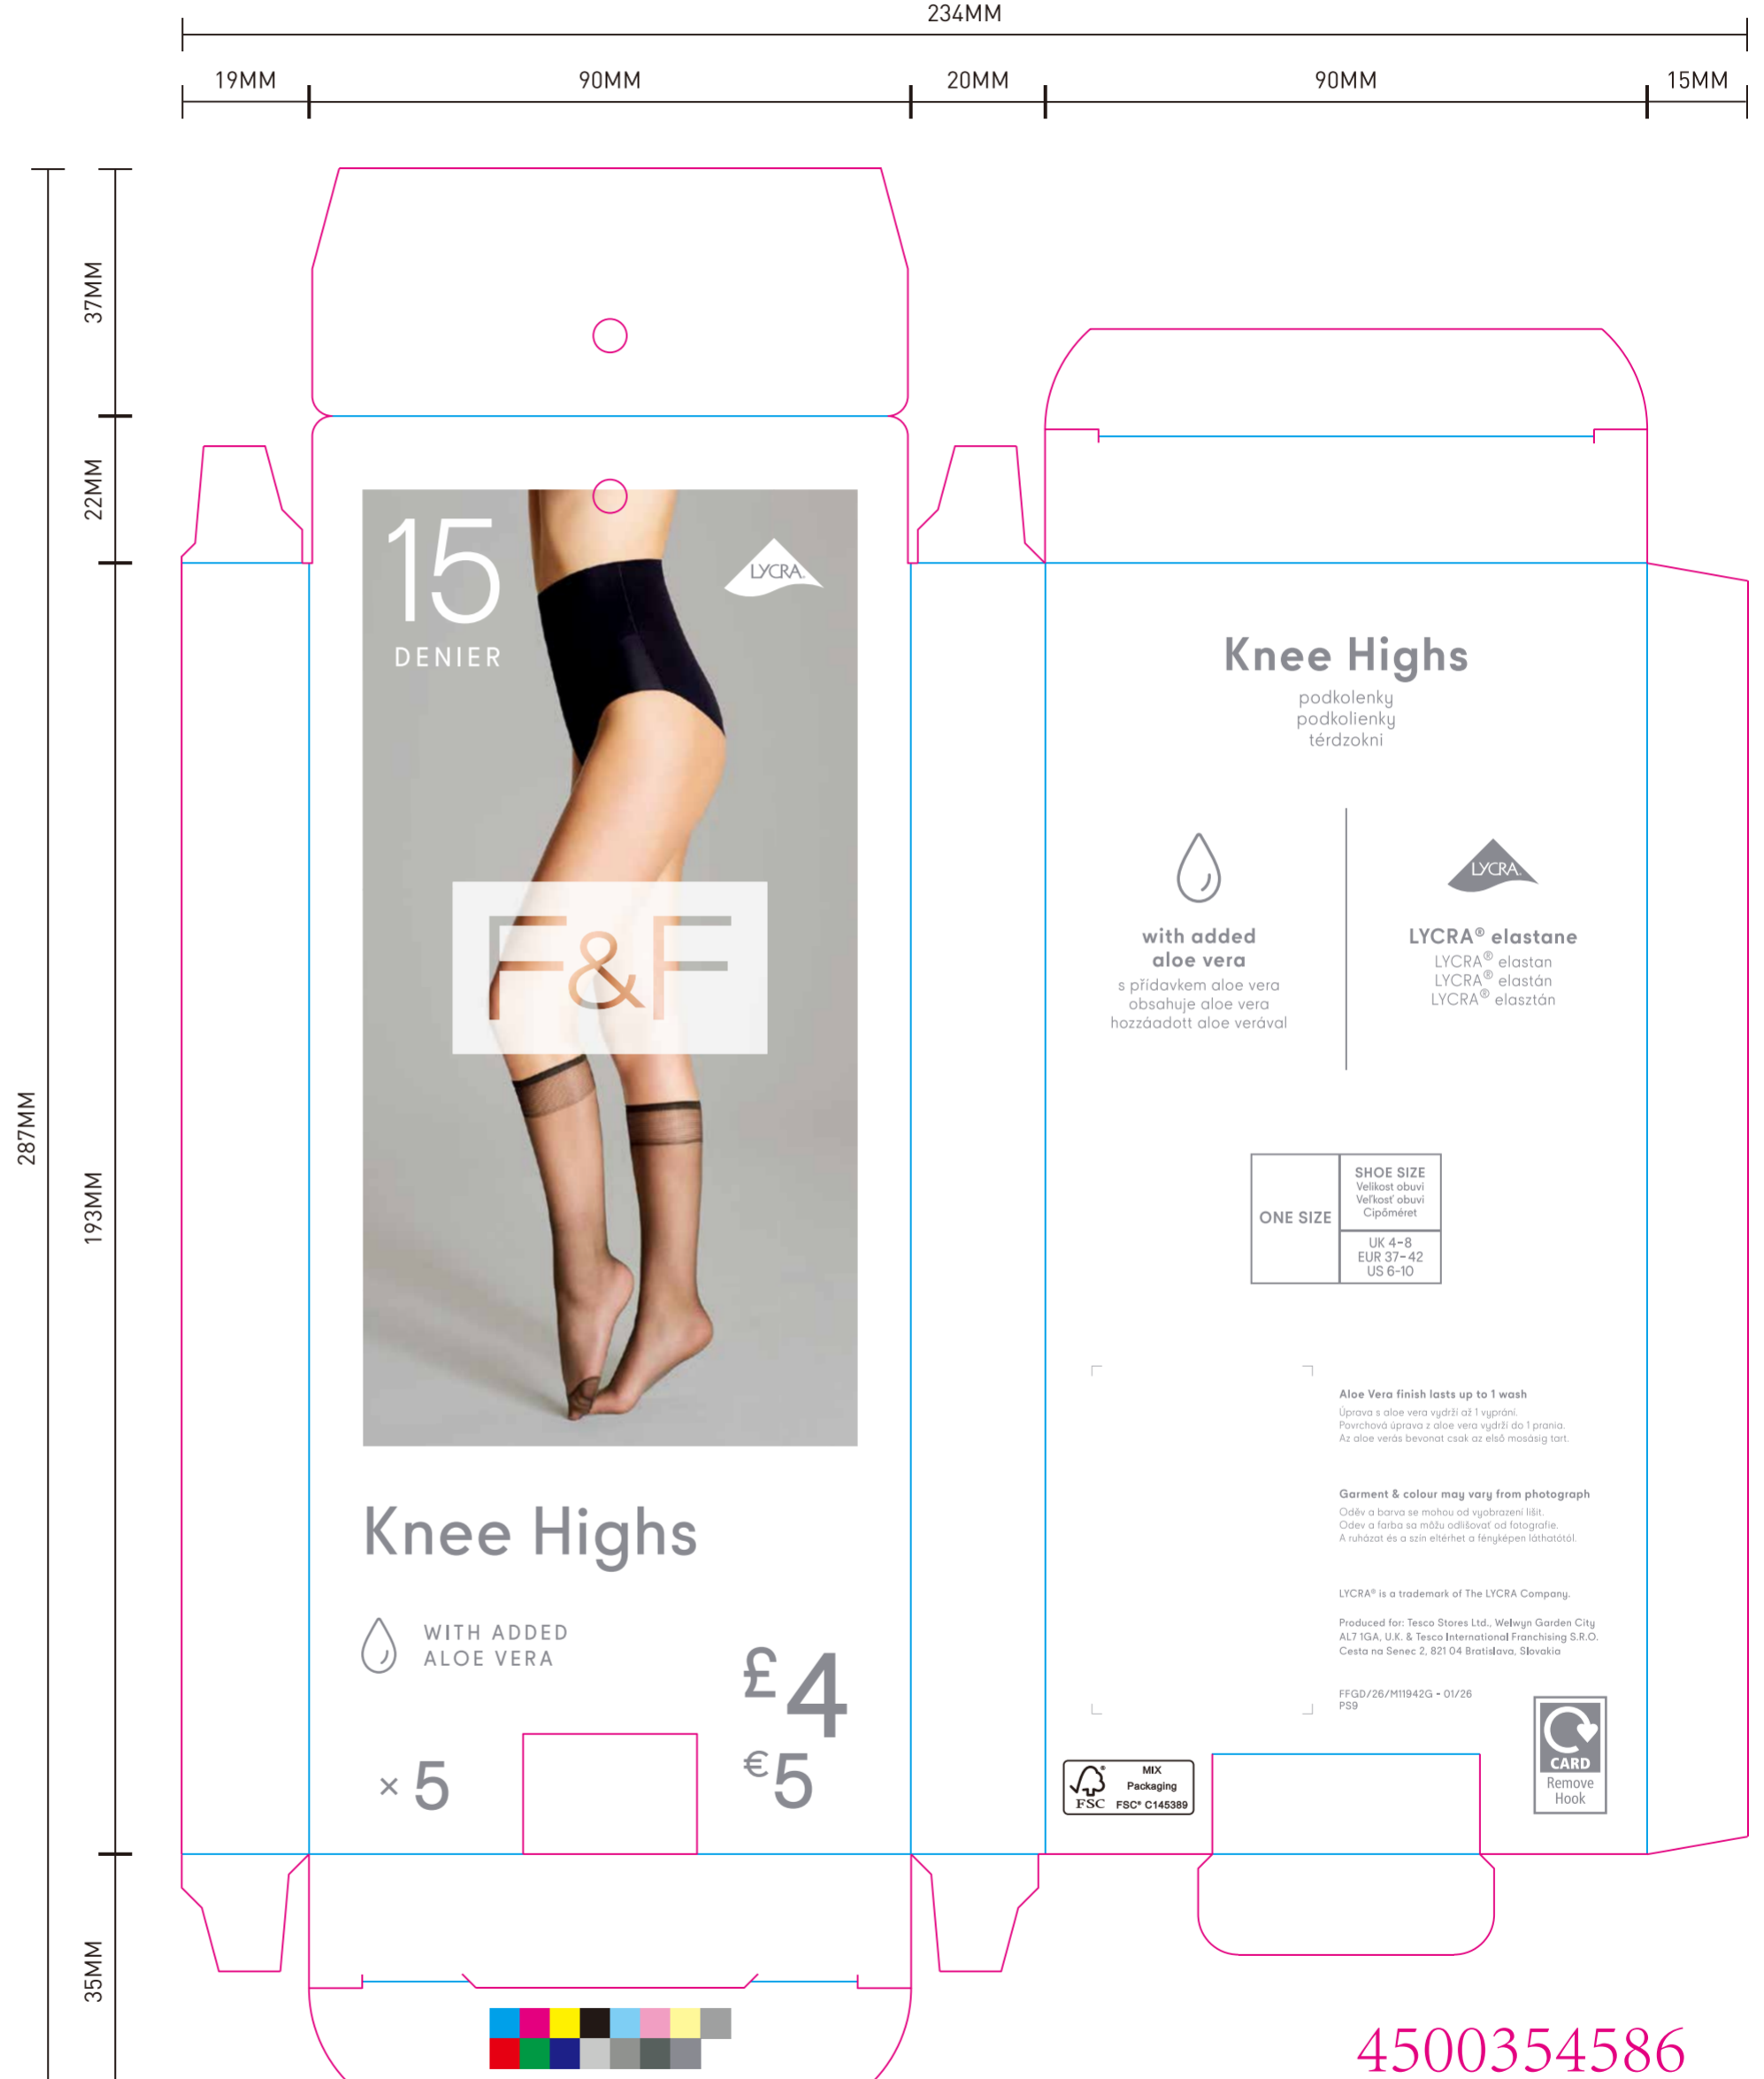 234MM
19MM
90MM
20MM
90MM
15MM
287MM
37MM
22MM
193MM
35MM
15
DENIER
LYCRA
F&F
Knee Highs
WITH ADDED
ALOE VERA
£4
€5
× 5
Knee Highs
podkolenky
podkolienky
térdzokni
with added
aloe vera
s přídavkem aloe vera
obsahuje aloe vera
hozzáadott aloe verával
LYCRA
LYCRA® elastane
LYCRA® elastan
LYCRA® elastán
LYCRA® elasztán
ONE SIZE
SHOE SIZE
Velikost obuvi
Veľkosť obuvi
Cipőméret
UK 4-8
EUR 37-42
US 6-10
Aloe Vera finish lasts up to 1 wash
Úprava s aloe vera vydrží až 1 vyprání.
Povrchová úprava z aloe vera vydrží do 1 prania.
Az aloe verás bevonat csak az első mosásig tart.
Garment & colour may vary from photograph
Oděv a barva se mohou od vyobrazení lišit.
Odev a farba sa môžu odlišovať od fotografie.
A ruházat és a szín eltérhet a fényképen láthatótól.
LYCRA® is a trademark of The LYCRA Company.
Produced for: Tesco Stores Ltd., Welwyn Garden City
AL7 1GA, U.K. & Tesco International Franchising S.R.O.
Cesta na Senec 2, 821 04 Bratislava, Slovakia
FFGD/26/M11942G - 01/26
PS9
FSC
MIX
Packaging
FSC® C145389
CARD
Remove
Hook
4500354586